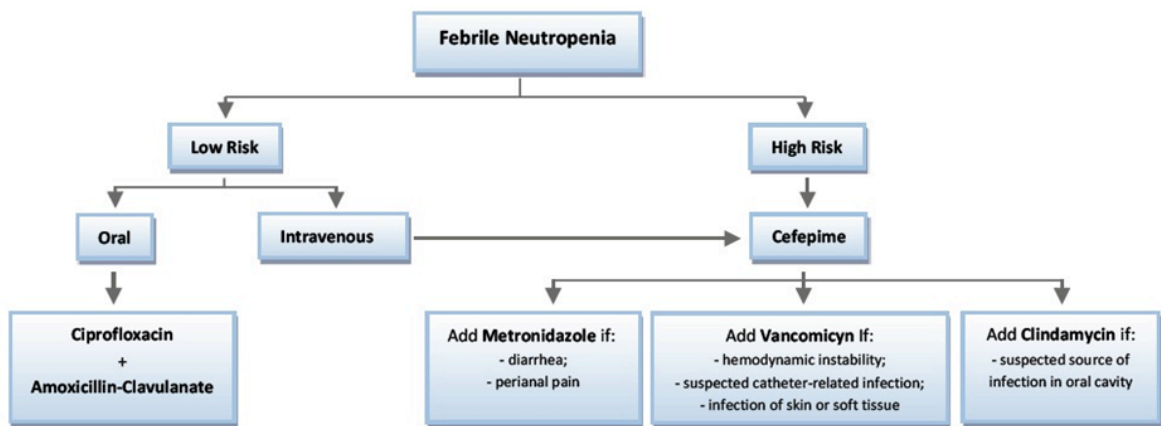 Febrile Neutropenia
Low Risk
High Risk
Oral
Intravenous
Cefepime
Ciprofloxacin
+
Amoxicillin-Clavulanate
Add Metronidazole if:
- diarrhea;
- perianal pain
Add Vancomicyn If:
- hemodynamic instability;
- suspected catheter-related infection;
- infection of skin or soft tissue
Add Clindamycin if:
- suspected source of
infection in oral cavity